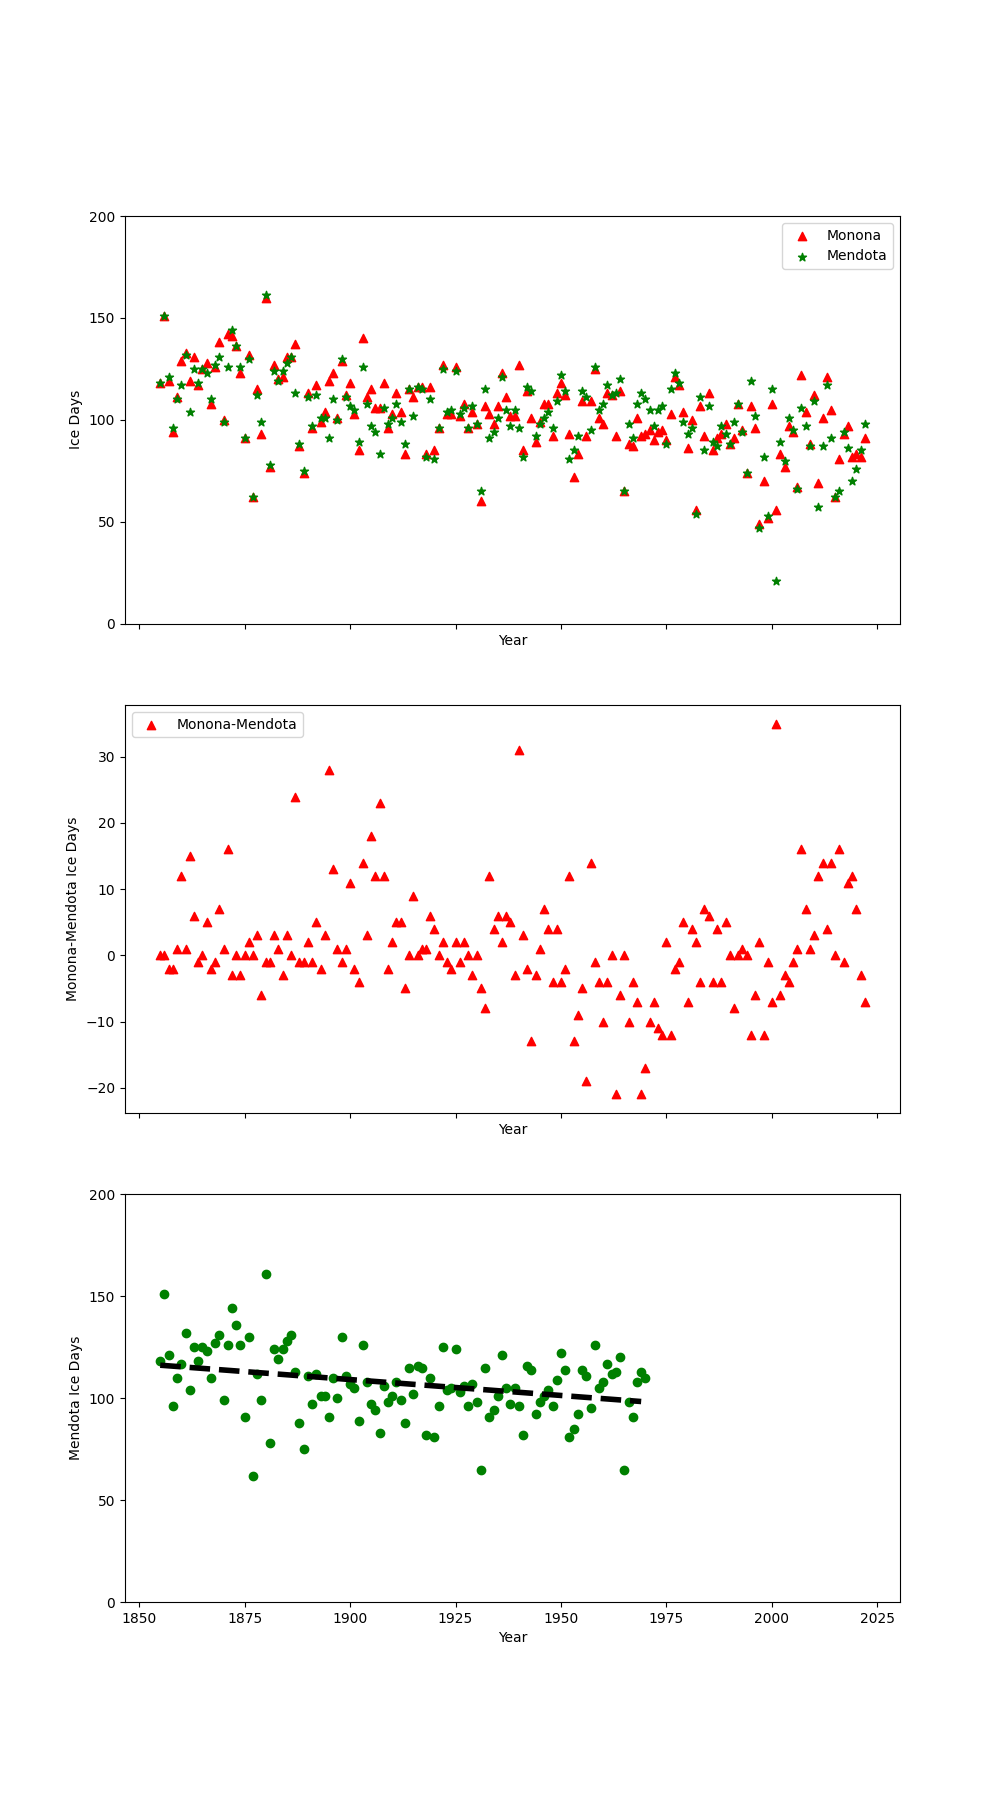 200
150
100
50
0
Ice Days
Monona
Mendota
Year
30
20
10
0
−10
−20
Monona-Mendota Ice Days
Monona-Mendota
Year
200
150
100
50
0
Mendota Ice Days
1850 1875 1900 1925 1950 1975 2000 2025
Year